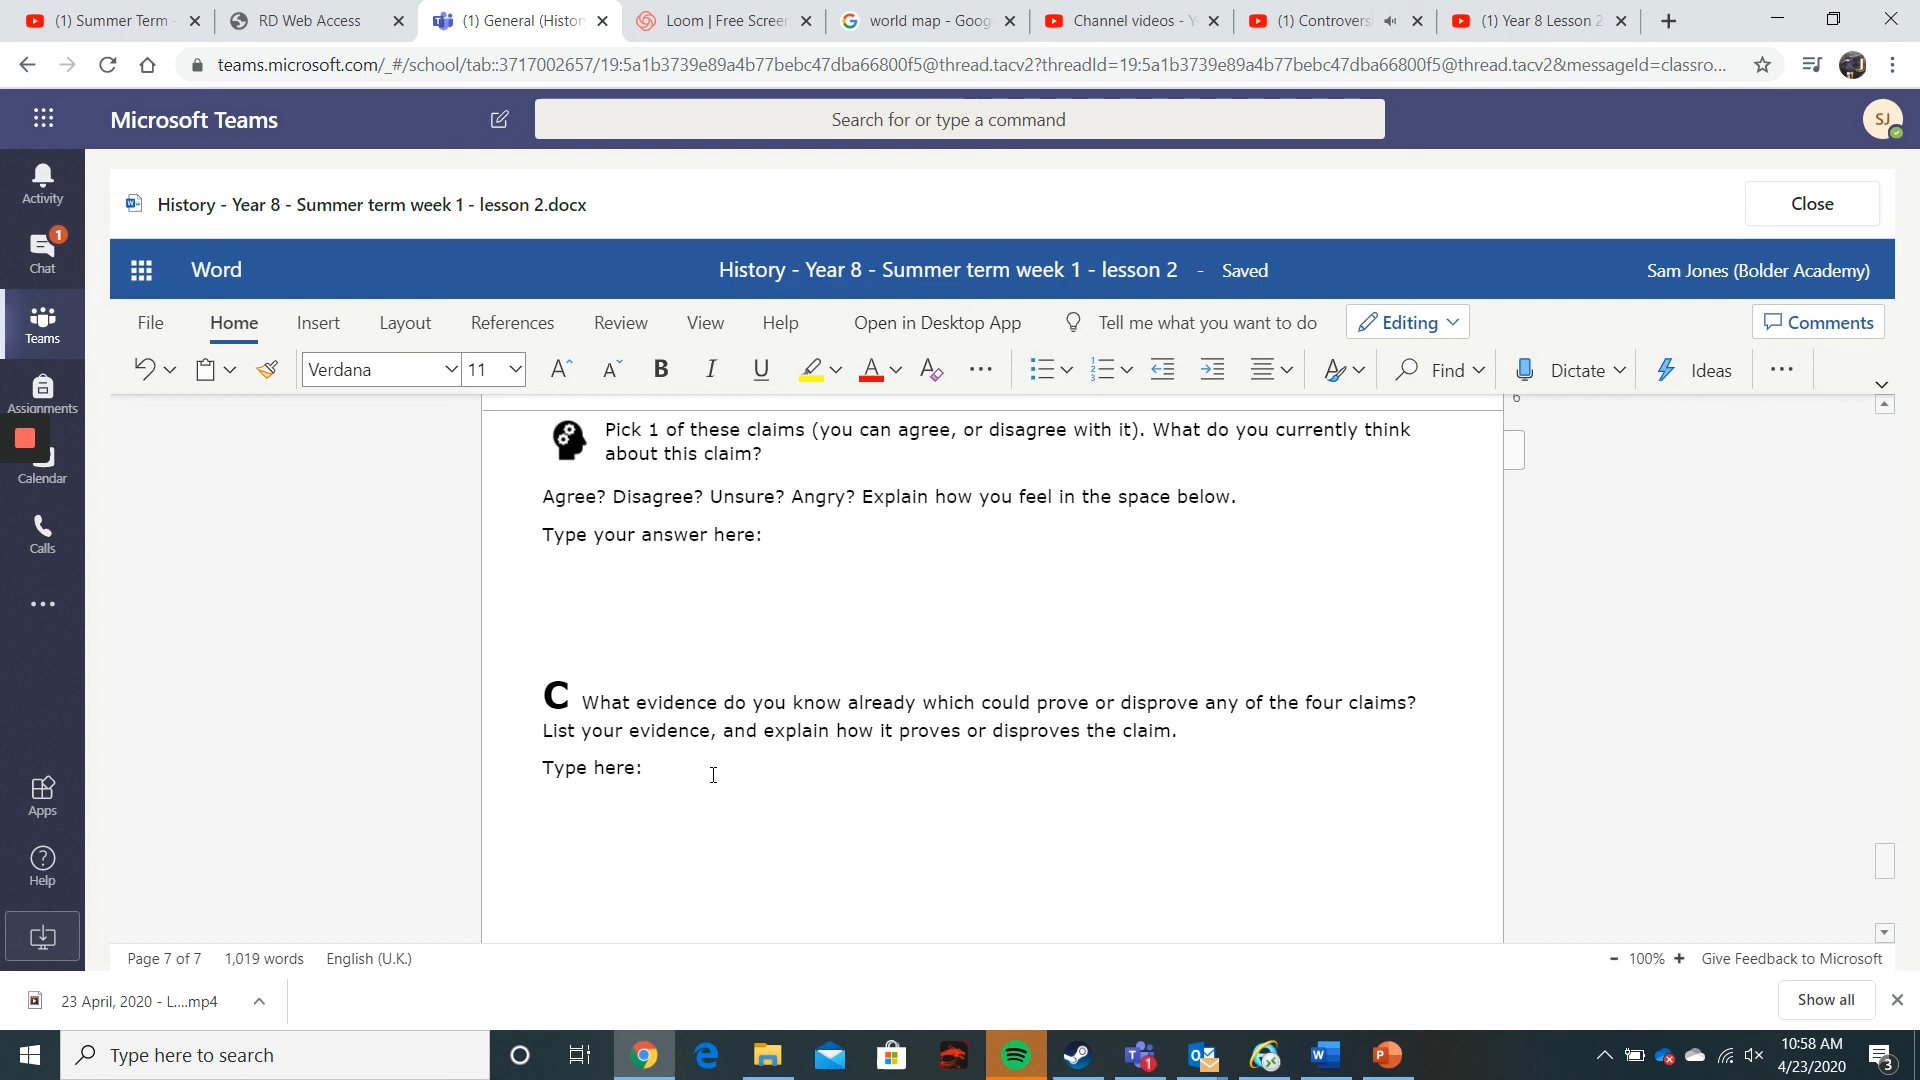 (1) Summer Term -
RD Web Access
(1) General (Histor
Loom | Free Screen
world map - Goog
Channel videos - Y
(1) Controvers
(1) Year 8 Lesson 2
teams.microsoft.com/_#/school/tab::3717002657/19:5a1b3739e89a4b77bebc47dba66800f5@thread.tacv2?threadId=19:5a1b3739e89a4b77bebc47dba66800f5@thread.tacv2&messageId=classro...
Microsoft Teams
Search for or type a command
SJ
Activity
Chat
1
Teams
Assignments
Calendar
Calls
Apps
Help
History - Year 8 - Summer term week 1 - lesson 2.docx
Close
Word
History - Year 8 - Summer term week 1 - lesson 2 - Saved
Sam Jones (Bolder Academy)
File Home Insert Layout References Review View Help Open in Desktop App Tell me what you want to do Editing Comments
Verdana 11 B I U A Find Dictate Ideas
6
Pick 1 of these claims (you can agree, or disagree with it). What do you currently think
about this claim?
Agree? Disagree? Unsure? Angry? Explain how you feel in the space below.
Type your answer here:
C What evidence do you know already which could prove or disprove any of the four claims?
List your evidence, and explain how it proves or disproves the claim.
Type here:
Page 7 of 7 1,019 words English (U.K.)
- 100% + Give Feedback to Microsoft
23 April, 2020 - L....mp4
Show all
Type here to search
10:58 AM
4/23/2020
3